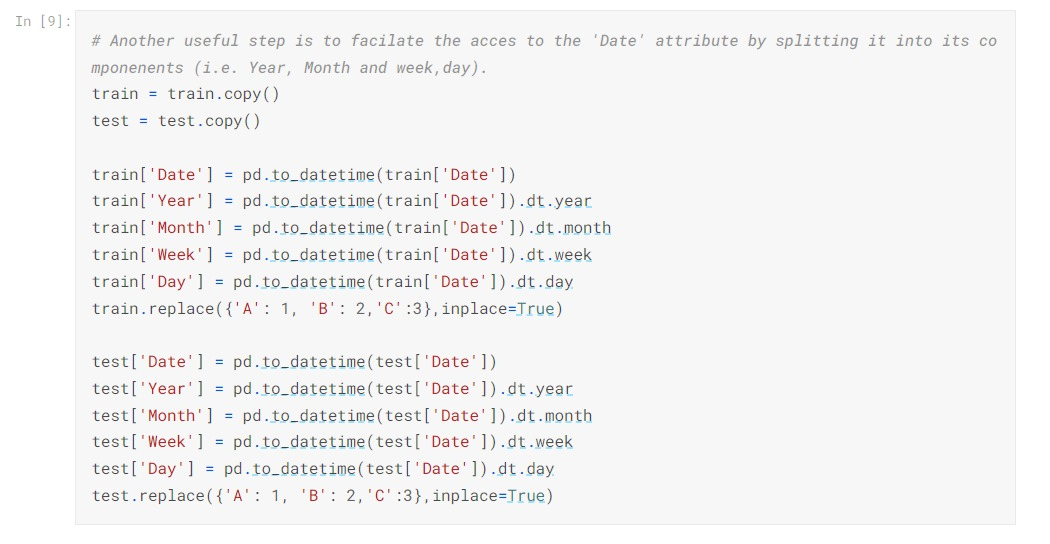 In [9]:
# Another useful step is to facilate the acces to the 'Date' attribute by splitting it into its co
mponenents (i.e. Year, Month and week,day).
train = train.copy()
test = test.copy()
train['Date'] = pd.to_datetime(train['Date'])
train['Year'] = pd.to_datetime(train['Date']).dt.year
train['Month'] = pd.to_datetime(train['Date']).dt.month
train['Week'] = pd.to_datetime(train['Date']).dt.week
train['Day'] = pd.to_datetime(train['Date']).dt.day
train.replace({'A': 1, 'B': 2,'C':3},inplace=True)
test['Date'] = pd.to_datetime(test['Date'])
test['Year'] = pd.to_datetime(test['Date']).dt.year
test['Month'] = pd.to_datetime(test['Date']).dt.month
test['Week'] = pd.to_datetime(test['Date']).dt.week
test['Day'] = pd.to_datetime(test['Date']).dt.day
test.replace({'A': 1, 'B': 2,'C':3},inplace=True)